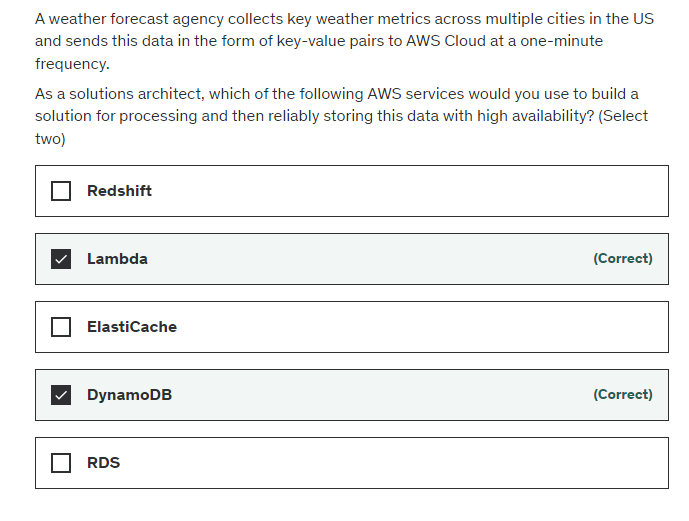 A weather forecast agency collects key weather metrics across multiple cities in the US
and sends this data in the form of key-value pairs to AWS Cloud at a one-minute
frequency.
As a solutions architect, which of the following AWS services would you use to build a
solution for processing and then reliably storing this data with high availability? (Select
two)
Redshift
Lambda (Correct)
ElastiCache
DynamoDB (Correct)
RDS